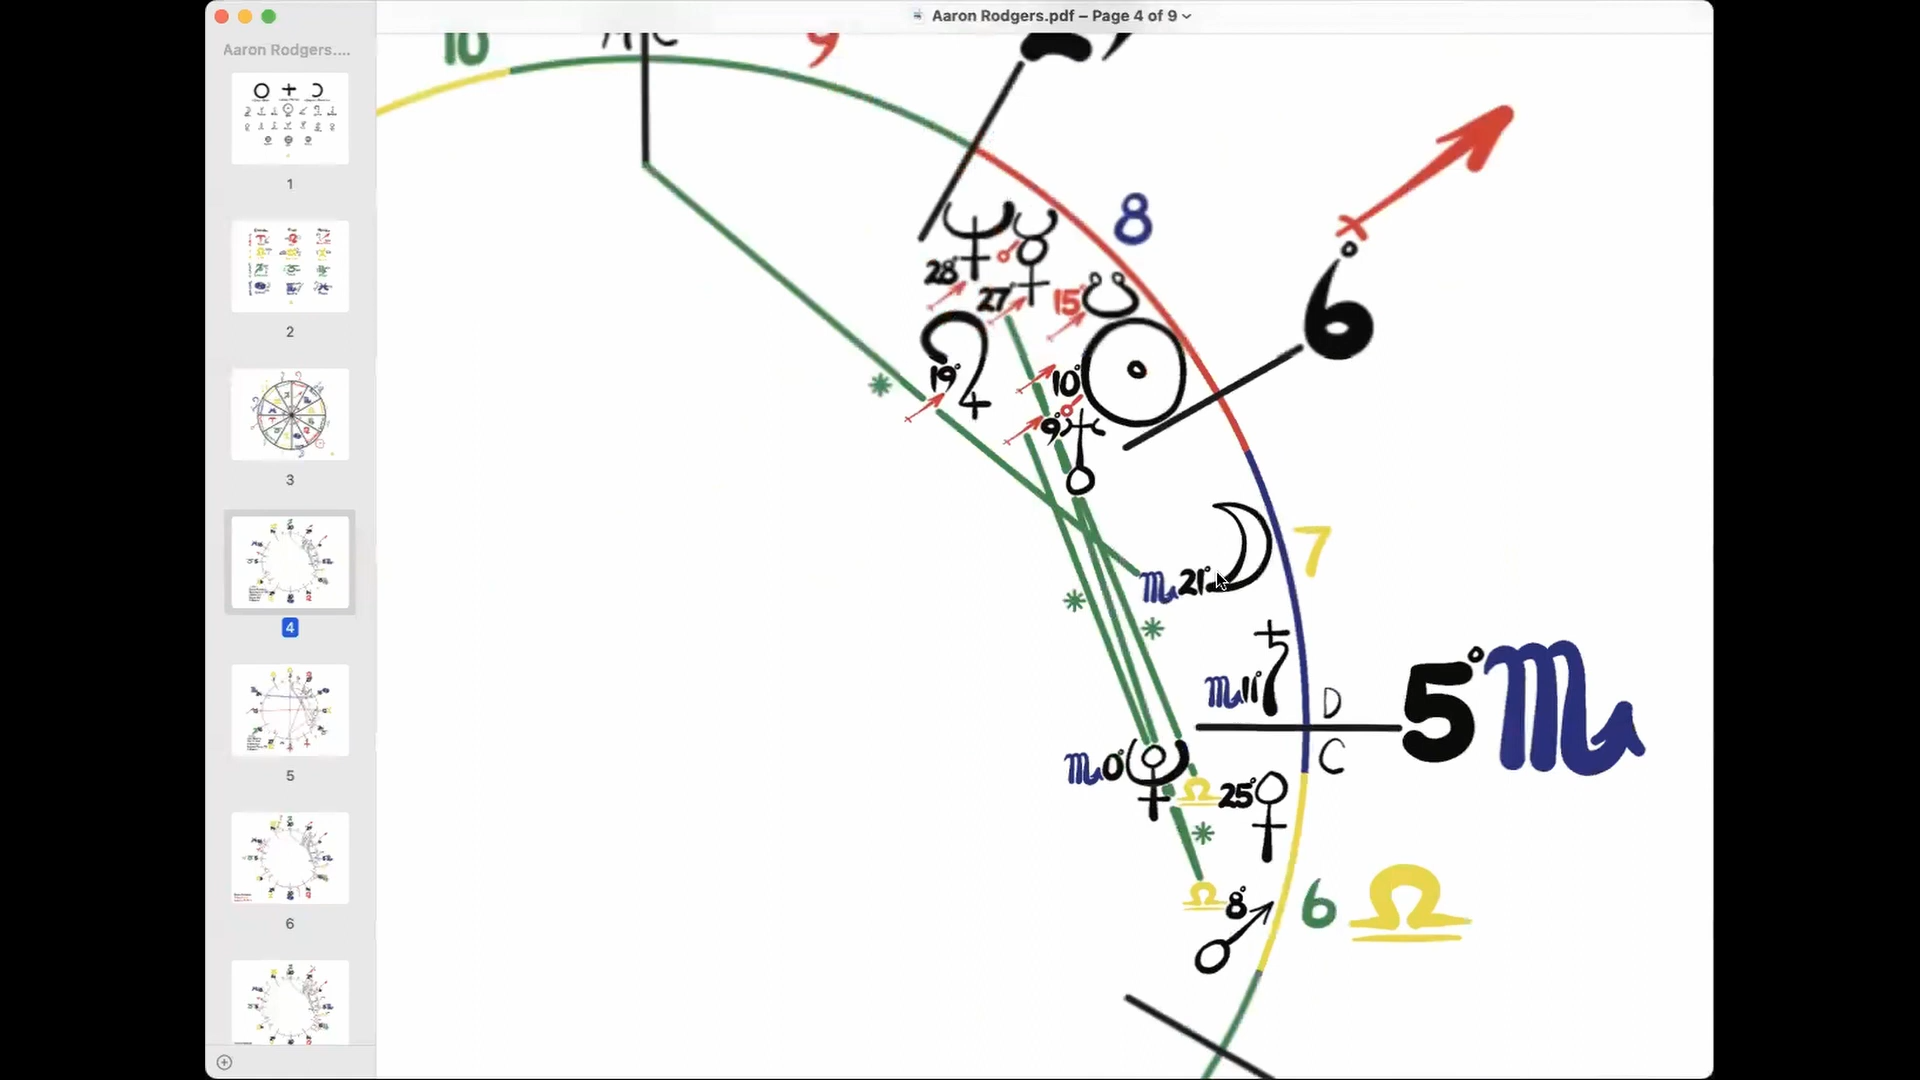 Aaron Rodgers.pdf – Page 4 of 9
Aaron Rodgers....
1
2
3
4
5
6
10
9
8
♆ ☿
28°
27°
15° ☋
19° ⚳
10° ☉
9° ⛢
6° ♐
7
♏ 21° ☽
♏ 11° ♄
D
C
5° ♏
♏ 0° ♇
♎ 25° ♀
♎ 8° ♂
6 ♎